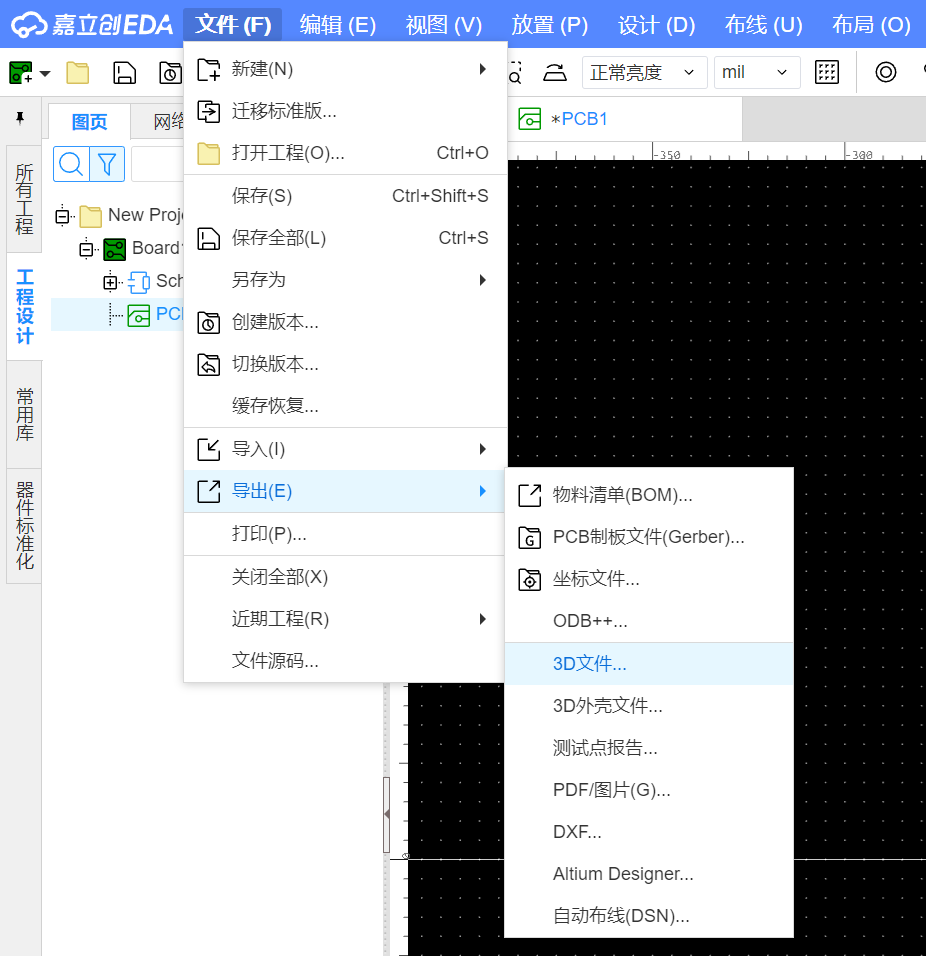 嘉立创EDA 文件 (F) 编辑 (E) 视图 (V) 放置 (P) 设计 (D) 布线 (U) 布局 (O)
正常亮度 mil
图页 网络
*PCB1
-350 -300
所有工程
工程设计
常用库
器件标准化
New Proj
Board1
Sch
PCB
新建(N)
迁移标准版...
打开工程(O)... Ctrl+O
保存(S) Ctrl+Shift+S
保存全部(L) Ctrl+S
另存为
创建版本...
切换版本...
缓存恢复...
导入(I)
导出(E)
打印(P)...
关闭全部(X)
近期工程(R)
文件源码...
物料清单(BOM)...
PCB制板文件(Gerber)...
坐标文件...
ODB++...
3D文件...
3D外壳文件...
测试点报告...
PDF/图片(G)...
DXF...
Altium Designer...
自动布线(DSN)...
0